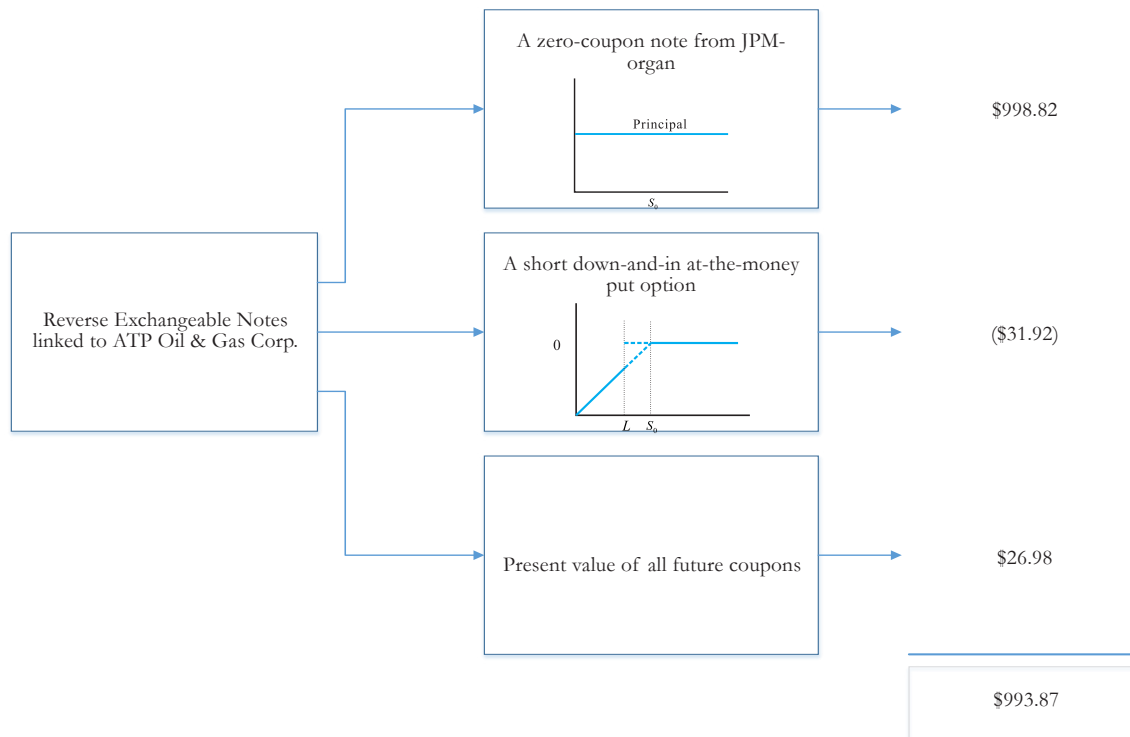 A zero-coupon note from JPM-
organ
Principal
S₀
$998.82
Reverse Exchangeable Notes
linked to ATP Oil & Gas Corp.
A short down-and-in at-the-money
put option
0
L S₀
($31.92)
Present value of all future coupons
$26.98
$993.87